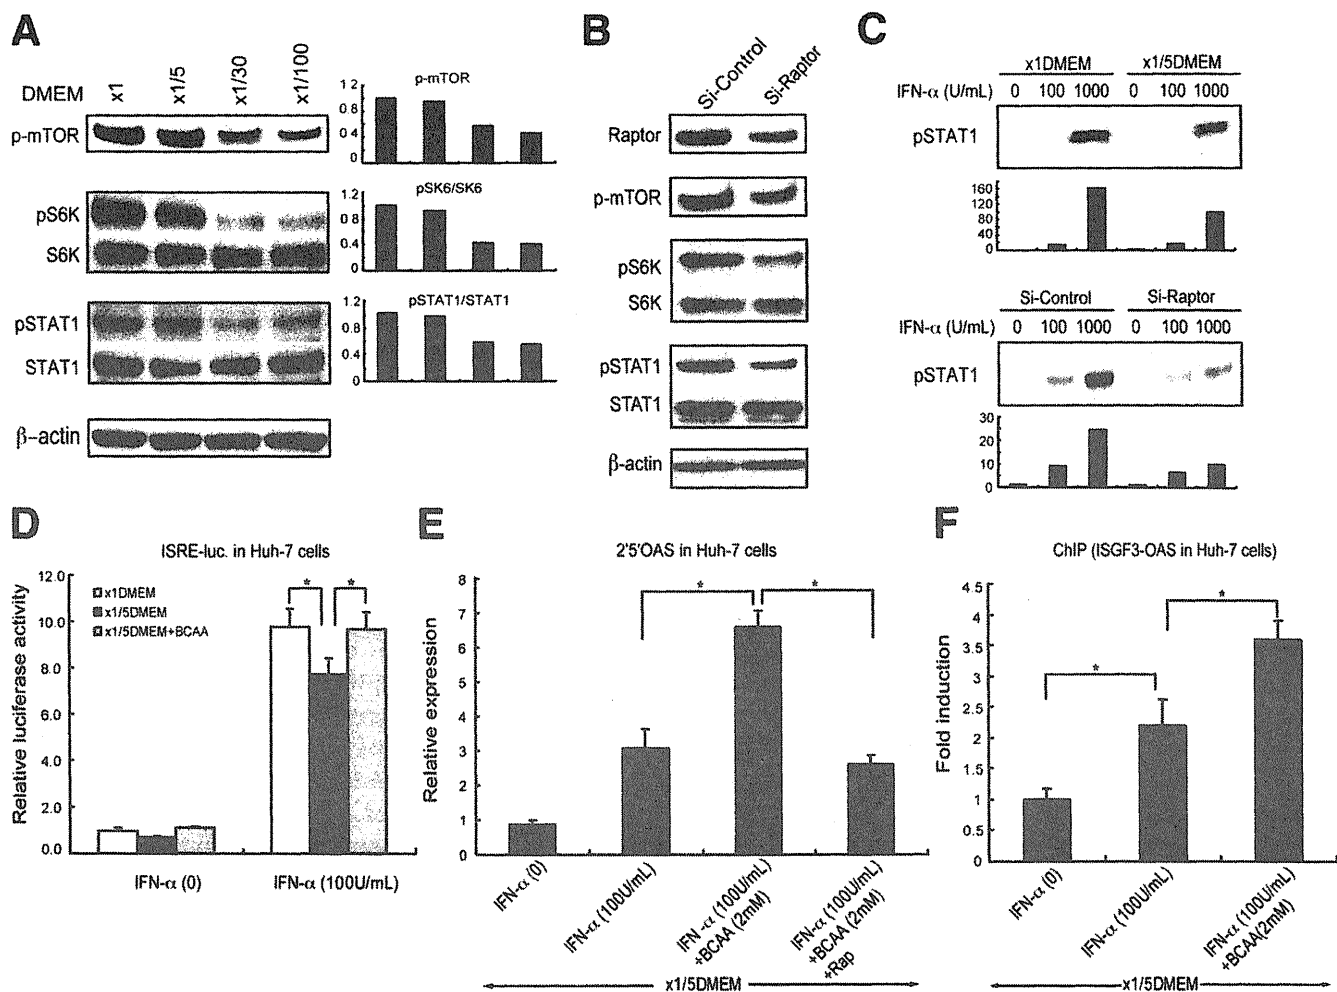 A
DMEM
x1
x1/5
x1/30
x1/100
p-mTOR
pS6K
S6K
pSTAT1
STAT1
β-actin
p-mTOR
1.2
0.8
0.4
0
pSK6/SK6
1.2
0.8
0.4
0
pSTAT1/STAT1
1.2
0.8
0.4
0
B
Si-Control
Si-Raptor
Raptor
p-mTOR
pS6K
S6K
pSTAT1
STAT1
β-actin
C
x1DMEM
x1/5DMEM
IFN-α (U/mL) 0 100 1000 0 100 1000
pSTAT1
160
120
80
40
0
Si-Control
Si-Raptor
IFN-α (U/mL) 0 100 1000 0 100 1000
pSTAT1
30
20
10
0
D
ISRE-luc. in Huh-7 cells
Relative luciferase activity
12.0
10.0
8.0
6.0
4.0
2.0
0.0
x1DMEM
x1/5DMEM
x1/5DMEM+BCAA
* *
IFN-α (0)
IFN-α (100U/mL)
E
2'5'OAS in Huh-7 cells
Relative expression
8
7
6
5
4
3
2
1
0
* *
IFN-α (0)
IFN-α (100U/mL)
IFN-α (100U/mL)
+BCAA (2mM)
IFN-α (100U/mL)
+BCAA (2mM)
+Rap
x1/5DMEM
F
ChIP (ISGF3-OAS in Huh-7 cells)
Fold induction
4.5
4
3.5
3
2.5
2
1.5
1
0.5
0
* *
IFN-α (0)
IFN-α (100U/mL)
IFN-α (100U/mL)
+BCAA(2mM)
x1/5DMEM